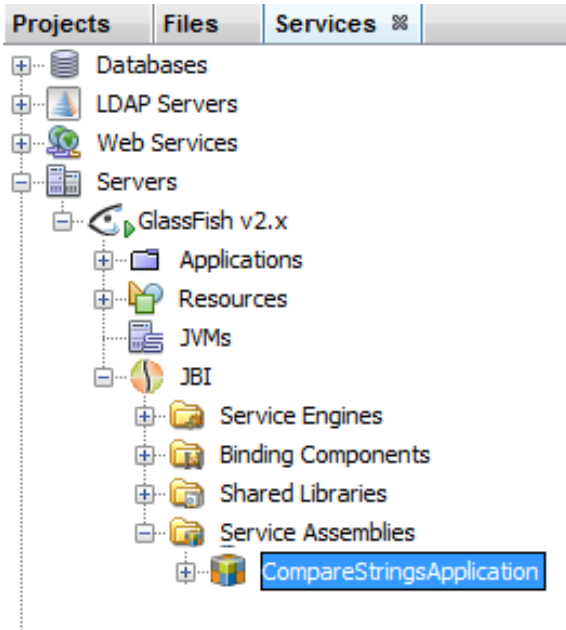 Projects Files Services
Databases
LDAP Servers
Web Services
Servers
GlassFish v2.x
Applications
Resources
JVMs
JBI
Service Engines
Binding Components
Shared Libraries
Service Assemblies
CompareStringsApplication